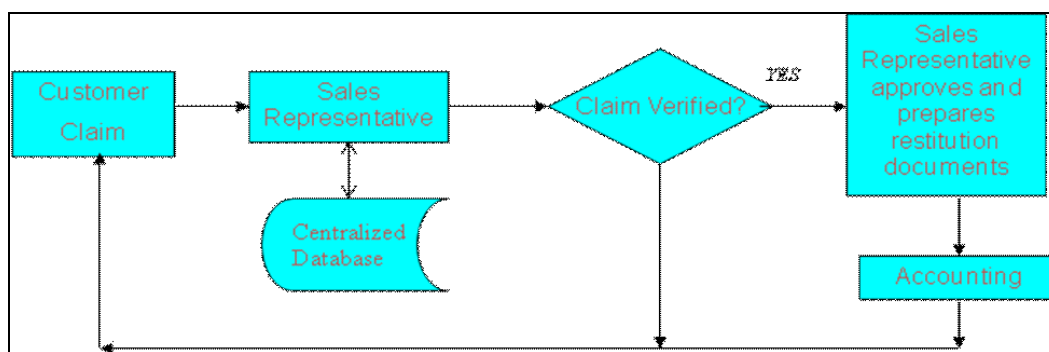 Customer
Claim
Sales
Representative
Centralized
Database
Claim Verified?
YES
Sales
Representative
approves and
prepares
restitution
documents
Accounting